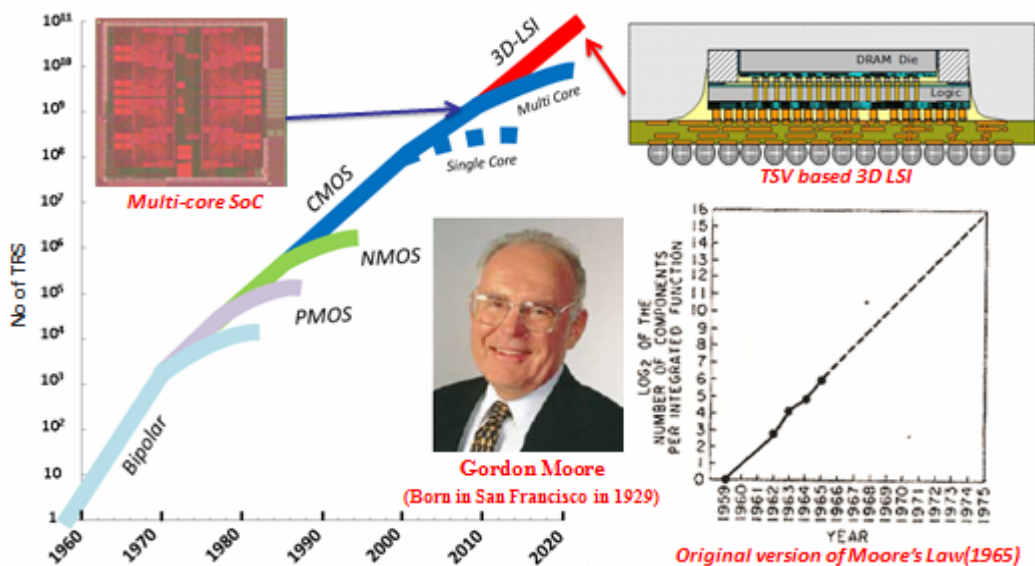 No of TRS
10¹¹
10¹⁰
10⁹
10⁸
10⁷
10⁶
10⁵
10⁴
10³
10²
10
1
1960
1970
1980
1990
2000
2010
2020
Bipolar
PMOS
NMOS
CMOS
3D-LSI
Multi Core
Single Core
Multi-core SoC
DRAM Die
Logic
TSV based 3D LSI
Gordon Moore
(Born in San Francisco in 1929)
LOG₂ OF THE
NUMBER OF COMPONENTS
PER INTEGRATED FUNCTION
16
15
14
13
12
11
10
9
8
7
6
5
4
3
2
1
0
1959
1960
1961
1962
1963
1964
1965
1966
1967
1968
1969
1970
1971
1972
1973
1974
1975
YEAR
Original version of Moore's Law(1965)